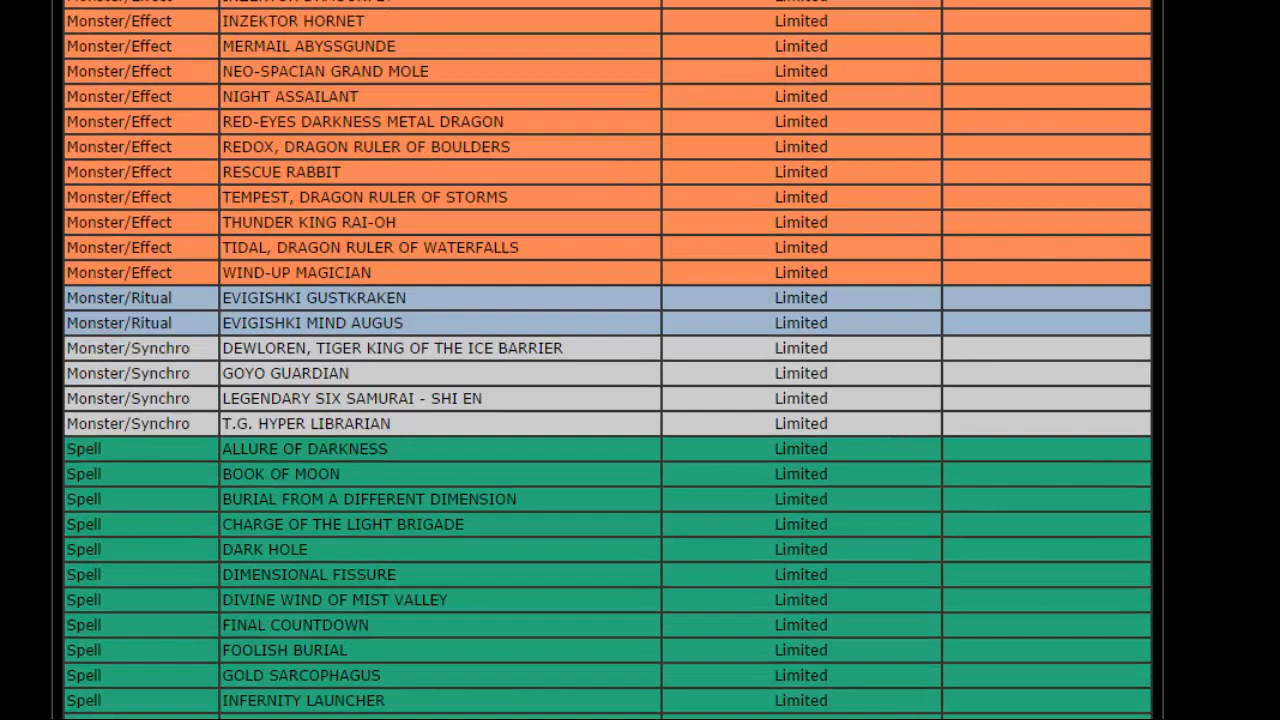 Monster/Effect INZEKTOR HORNET Limited
Monster/Effect MERMAIL ABYSSGUNDE Limited
Monster/Effect NEO-SPACIAN GRAND MOLE Limited
Monster/Effect NIGHT ASSAILANT Limited
Monster/Effect RED-EYES DARKNESS METAL DRAGON Limited
Monster/Effect REDOX, DRAGON RULER OF BOULDERS Limited
Monster/Effect RESCUE RABBIT Limited
Monster/Effect TEMPEST, DRAGON RULER OF STORMS Limited
Monster/Effect THUNDER KING RAI-OH Limited
Monster/Effect TIDAL, DRAGON RULER OF WATERFALLS Limited
Monster/Effect WIND-UP MAGICIAN Limited
Monster/Ritual EVIGISHKI GUSTKRAKEN Limited
Monster/Ritual EVIGISHKI MIND AUGUS Limited
Monster/Synchro DEWLOREN, TIGER KING OF THE ICE BARRIER Limited
Monster/Synchro GOYO GUARDIAN Limited
Monster/Synchro LEGENDARY SIX SAMURAI - SHI EN Limited
Monster/Synchro T.G. HYPER LIBRARIAN Limited
Spell ALLURE OF DARKNESS Limited
Spell BOOK OF MOON Limited
Spell BURIAL FROM A DIFFERENT DIMENSION Limited
Spell CHARGE OF THE LIGHT BRIGADE Limited
Spell DARK HOLE Limited
Spell DIMENSIONAL FISSURE Limited
Spell DIVINE WIND OF MIST VALLEY Limited
Spell FINAL COUNTDOWN Limited
Spell FOOLISH BURIAL Limited
Spell GOLD SARCOPHAGUS Limited
Spell INFERNITY LAUNCHER Limited